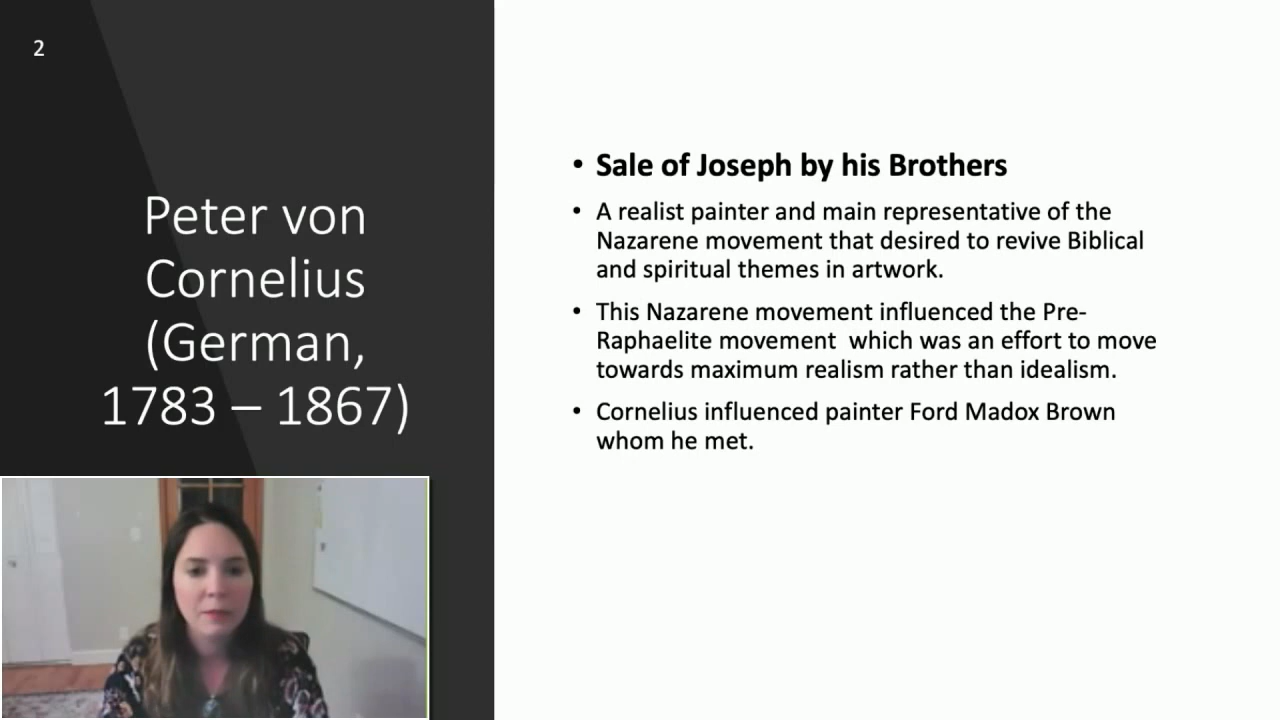 2
Peter von
Cornelius
(German,
1783 – 1867)
• Sale of Joseph by his Brothers
• A realist painter and main representative of the
Nazarene movement that desired to revive Biblical
and spiritual themes in artwork.
• This Nazarene movement influenced the Pre-
Raphaelite movement  which was an effort to move
towards maximum realism rather than idealism.
• Cornelius influenced painter Ford Madox Brown
whom he met.